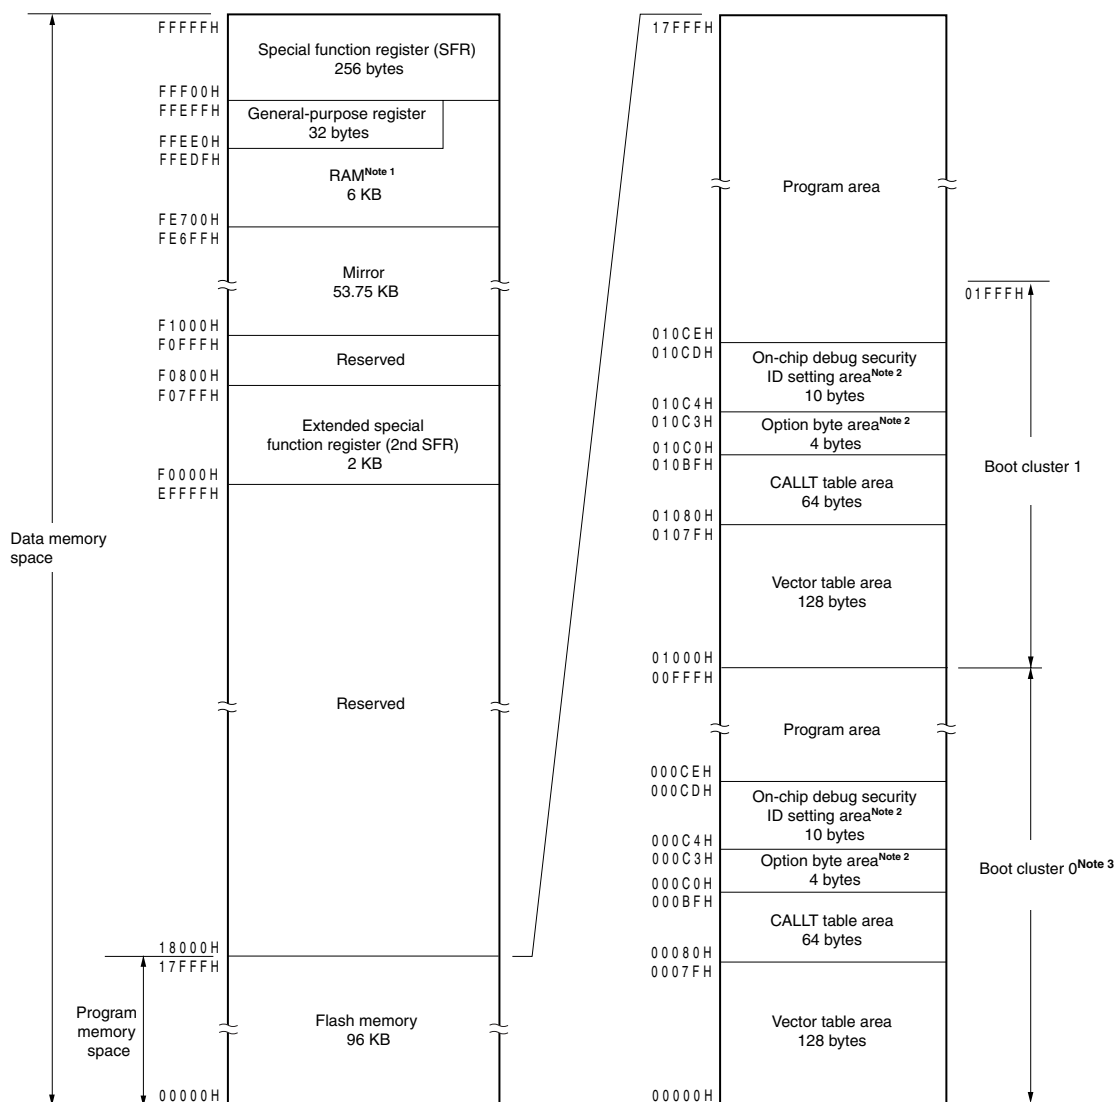 FFFFFH
Special function register (SFR)
256 bytes
FFF00H
FFEFFH
General-purpose register
32 bytes
FFEE0H
FFEDFH
RAMNote 1
6 KB
FE700H
FE6FFH
Mirror
53.75 KB
F1000H
F0FFFH
Reserved
F0800H
F07FFH
Extended special
function register (2nd SFR)
2 KB
F0000H
EFFFFH
Data memory
space
Reserved
18000H
17FFFH
Program
memory
space
Flash memory
96 KB
00000H
17FFFH
Program area
01FFFH
010CEH
010CDH
On-chip debug security
ID setting areaNote 2
10 bytes
010C4H
010C3H
Option byte areaNote 2
4 bytes
010C0H
010BFH
CALLT table area
64 bytes
Boot cluster 1
01080H
0107FH
Vector table area
128 bytes
01000H
00FFFH
Program area
000CEH
000CDH
On-chip debug security
ID setting areaNote 2
10 bytes
000C4H
000C3H
Option byte areaNote 2
4 bytes
Boot cluster 0Note 3
000C0H
000BFH
CALLT table area
64 bytes
00080H
0007FH
Vector table area
128 bytes
00000H